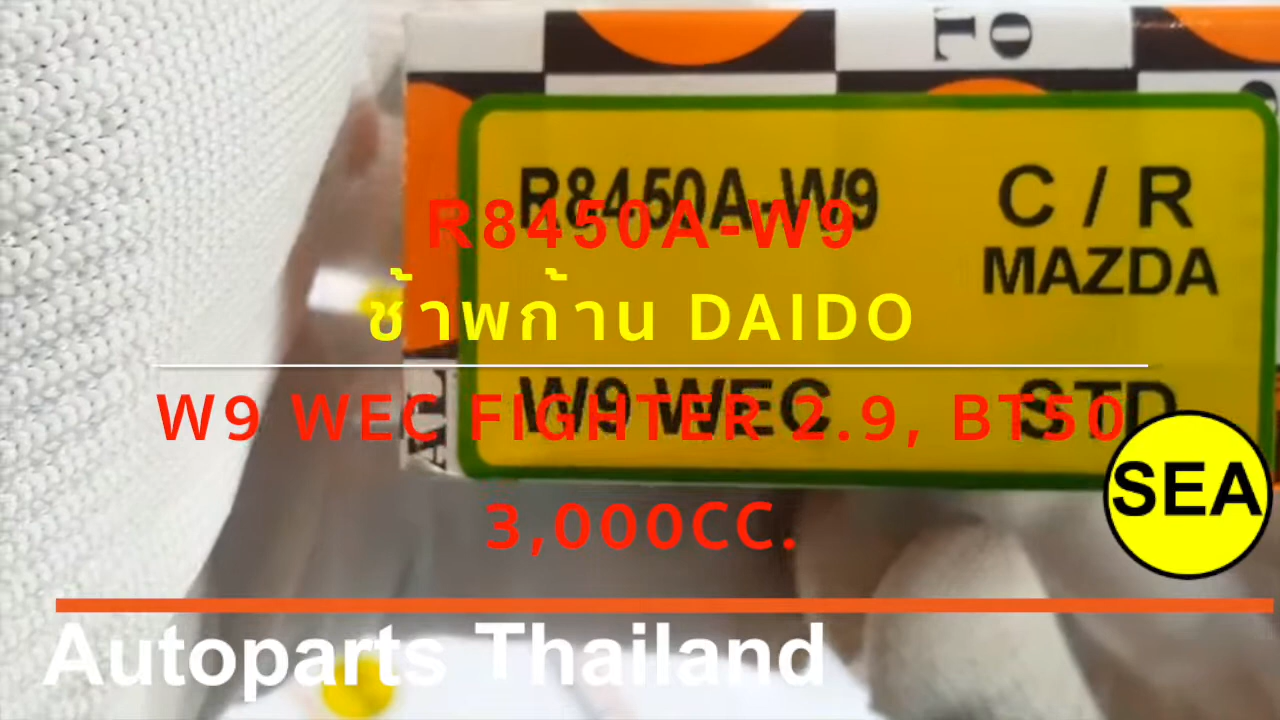 O
L
R8450A-W9
C / R
MAZDA
R8450A-W9
ช้าพก้าน DAIDO
W9 WEC
STD
W9 WEC FIGHTER 2.9, BT50
3,000CC.
SEA
Autoparts Thailand